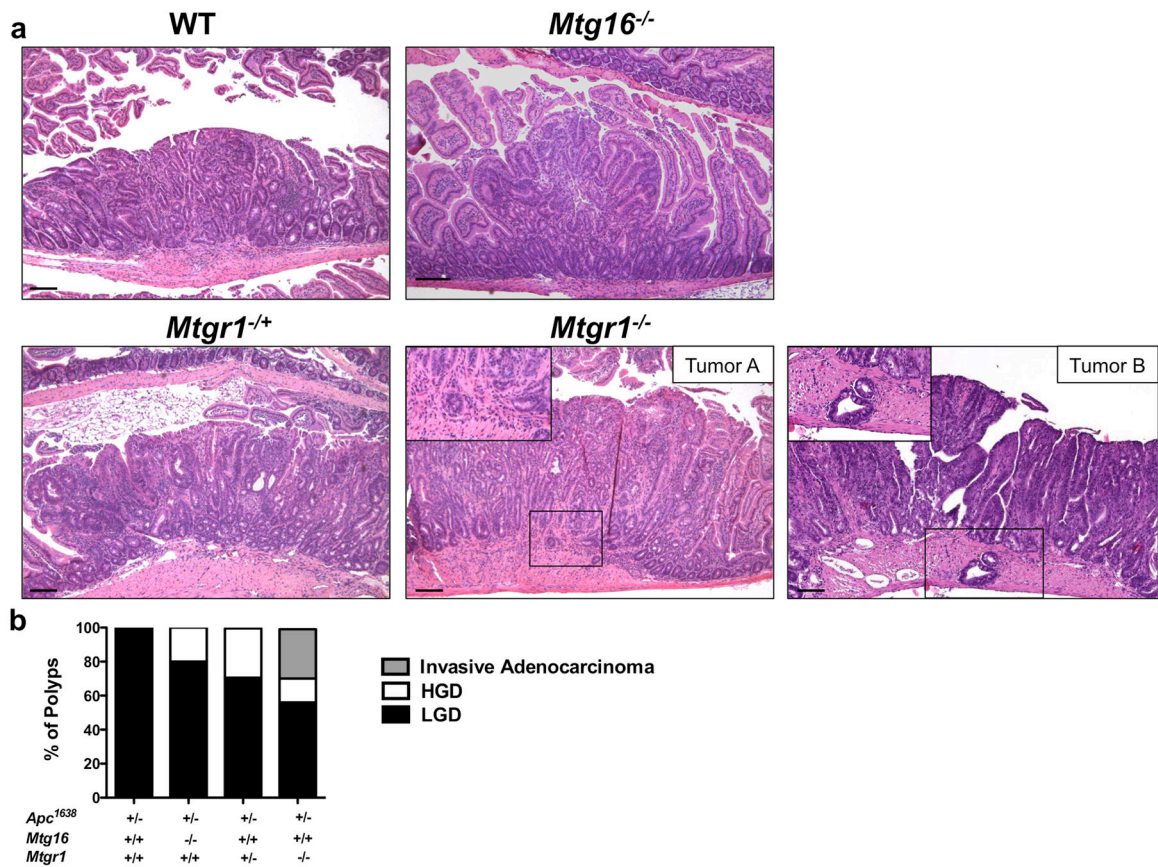 a
WT
Mtg16-/-
Mtgr1-/+
Mtgr1-/-
Tumor A
Tumor B
b
100
80
60
40
20
0
% of Polyps
Invasive Adenocarcinoma
HGD
LGD
Apc1638 +/- +/- +/- +/-
Mtg16 +/+ -/- +/+ +/+
Mtgr1 +/+ +/+ +/- -/-